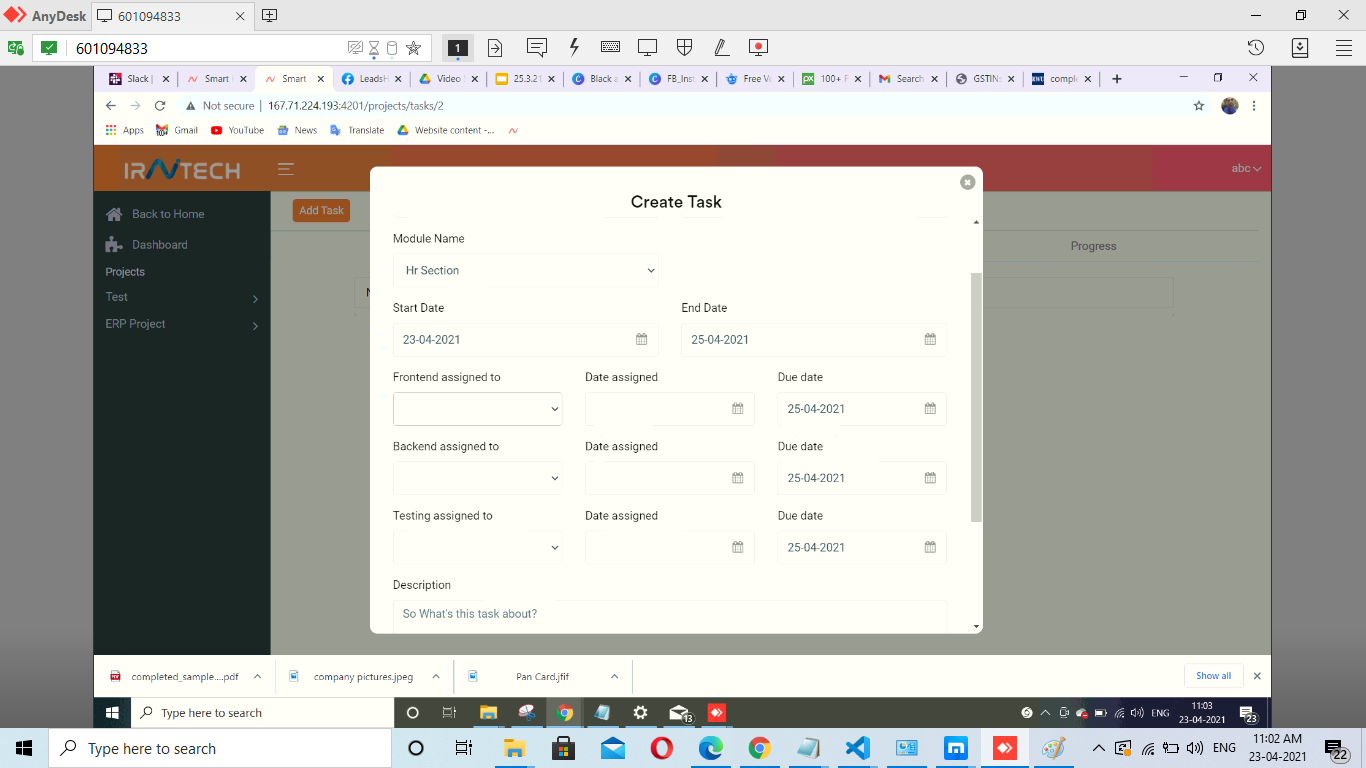 AnyDesk 601094833
601094833 1
Slack | Smart Smart LeadsH Video 25.3.21 Black a FB_Inst Free V 100+ F Search GSTIN comple
Not secure | 167.71.224.193:4201/projects/tasks/2
Apps Gmail YouTube News Translate Website content -...
IRAVTECH abc
Back to Home
Add Task
Create Task
Dashboard
Progress
Projects
Test
ERP Project
Module Name
Hr Section
Start Date End Date
23-04-2021 25-04-2021
Frontend assigned to Date assigned Due date
25-04-2021
Backend assigned to Date assigned Due date
25-04-2021
Testing assigned to Date assigned Due date
25-04-2021
Description
So What's this task about?
completed_sample....pdf company pictures.jpeg Pan Card.jfif Show all
Type here to search 13 ENG 11:03
23-04-2021 23
Type here to search ENG 11:02 AM
23-04-2021 22